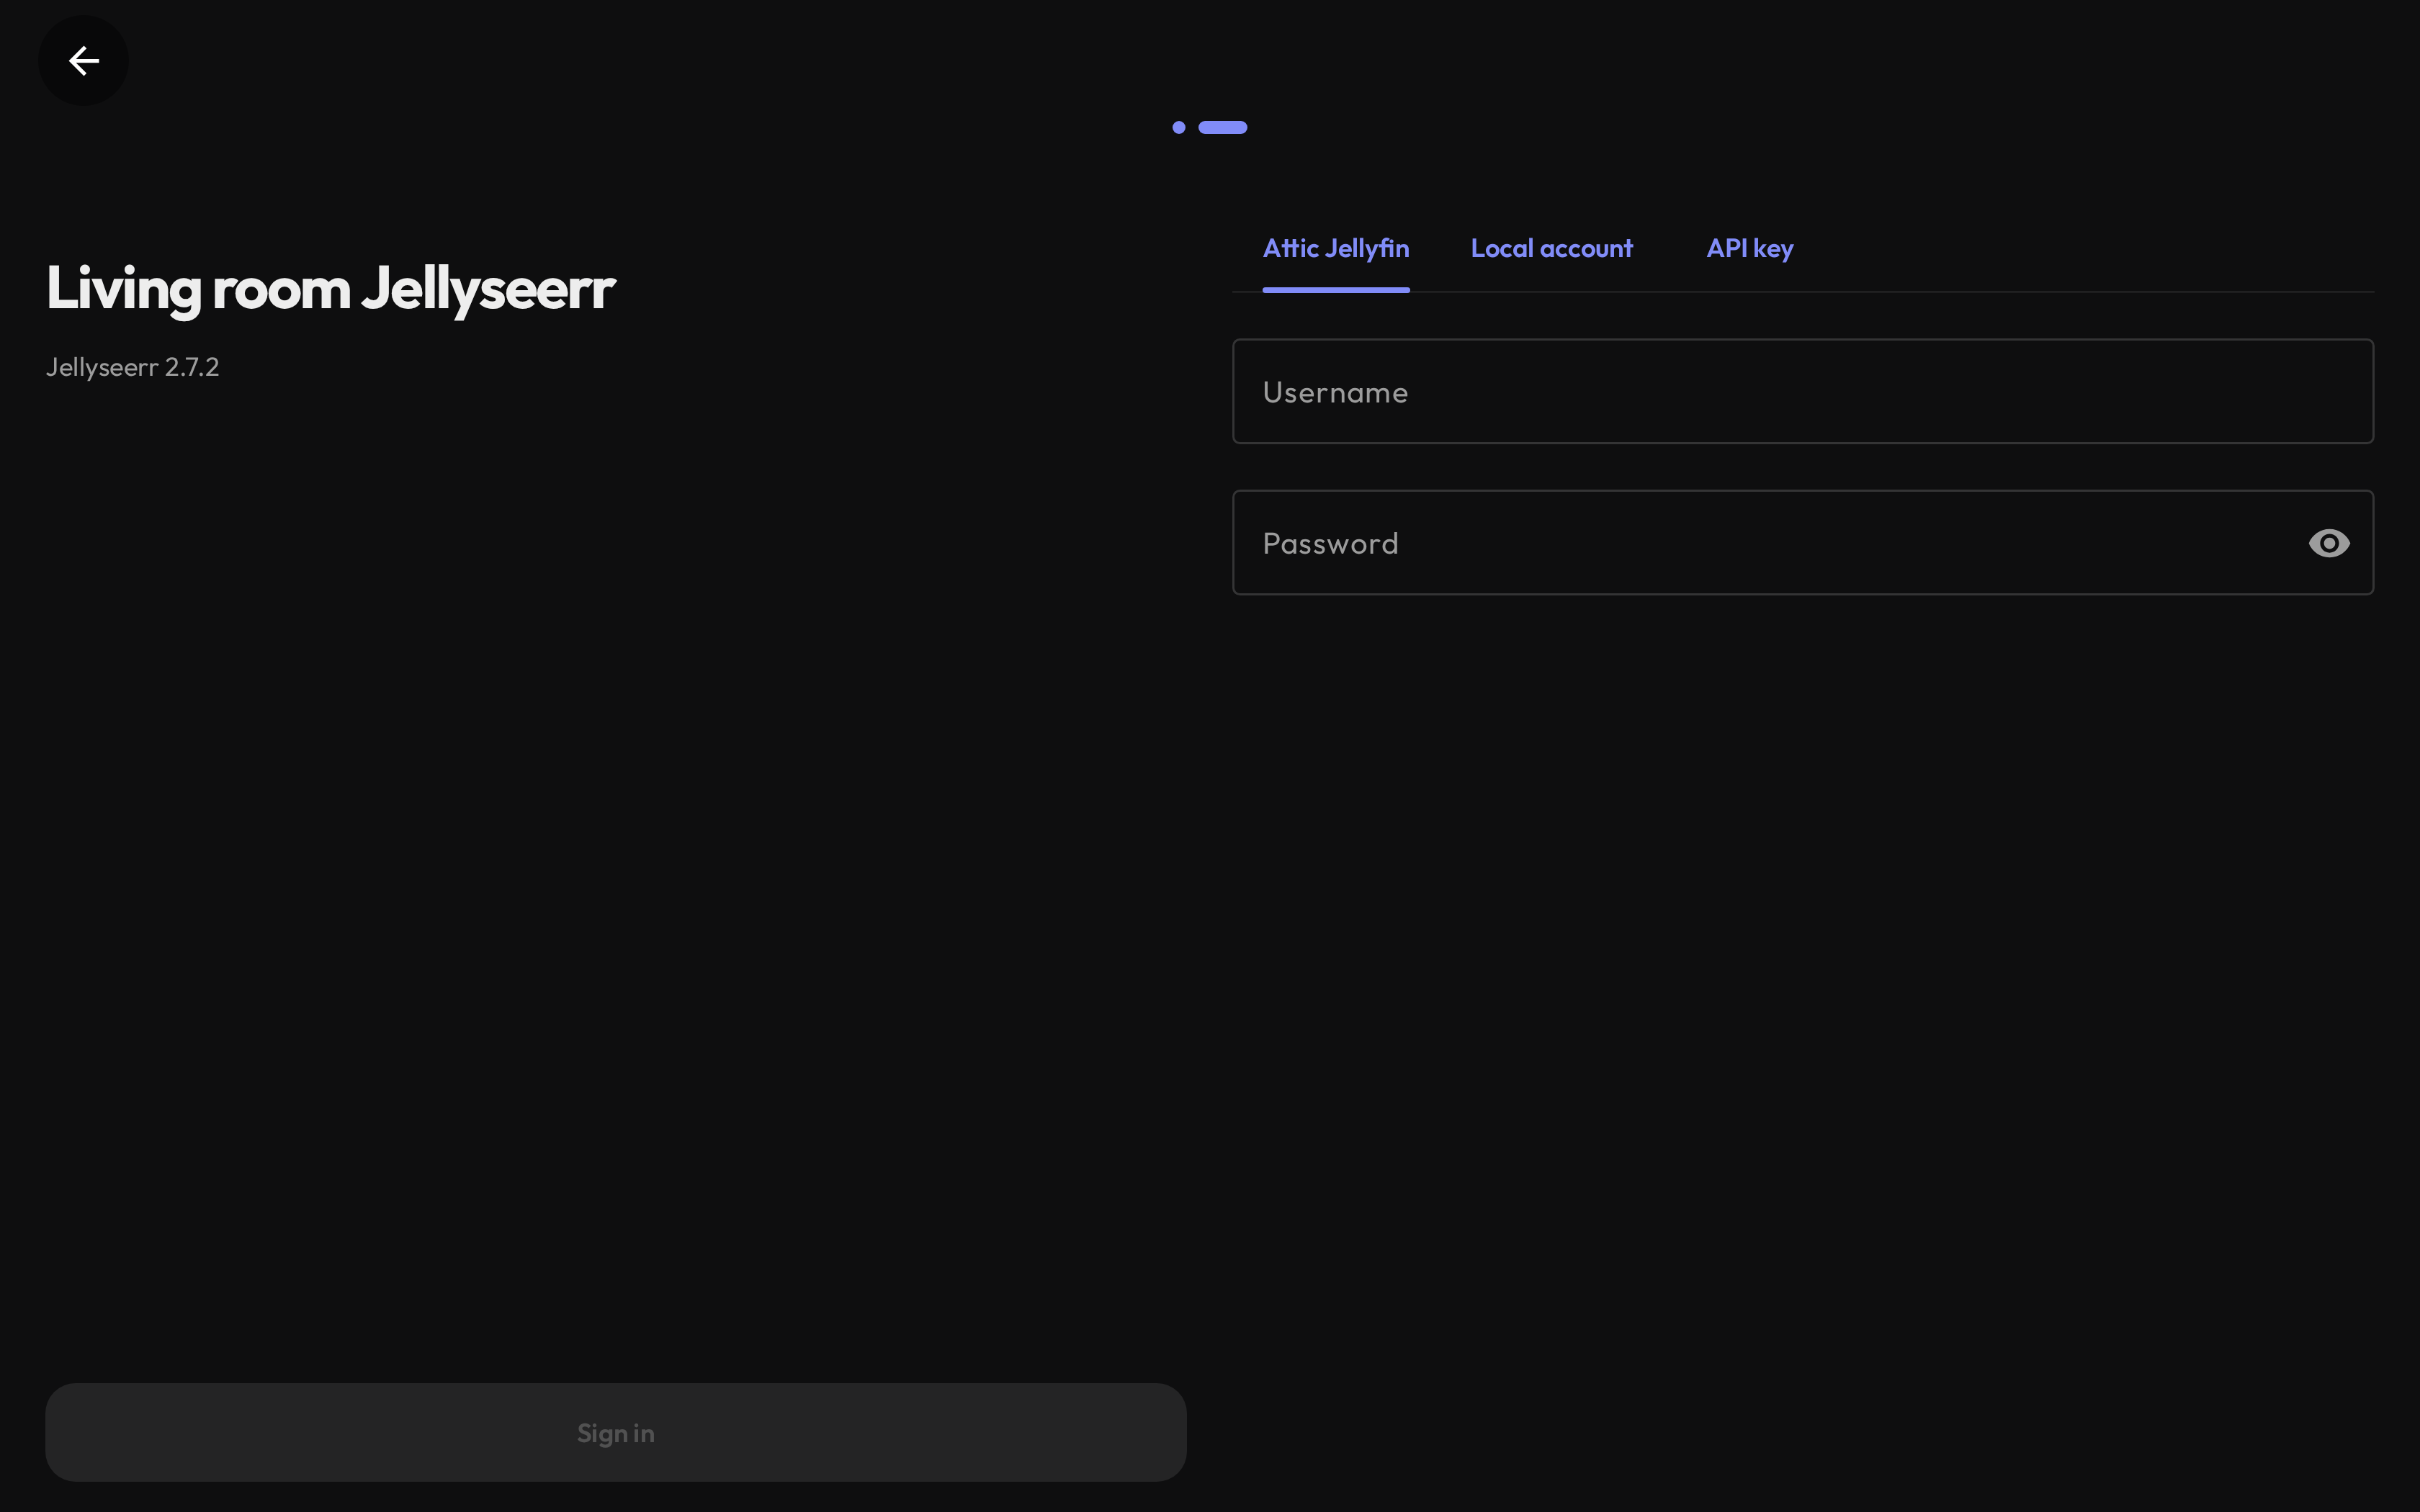 Living room Jellyseerr
Jellyseerr 2.7.2
Attic Jellyfin
Local account
API key
Username
Password
Sign in